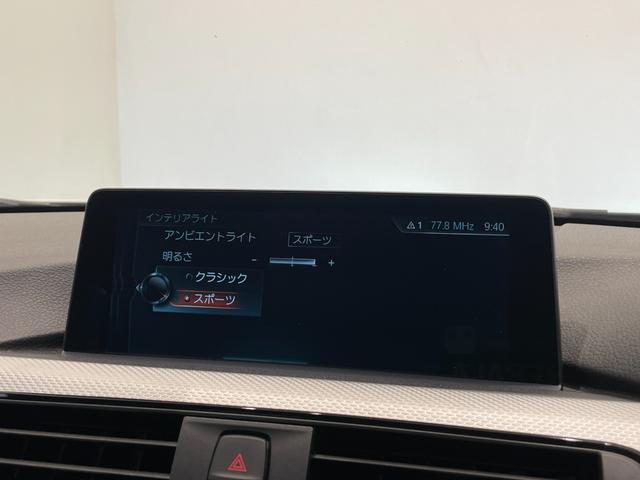 インテリアライト
1 77.8 MHz 9:40
アンビエントライト スポーツ
明るさ - +
クラシック
スポーツ